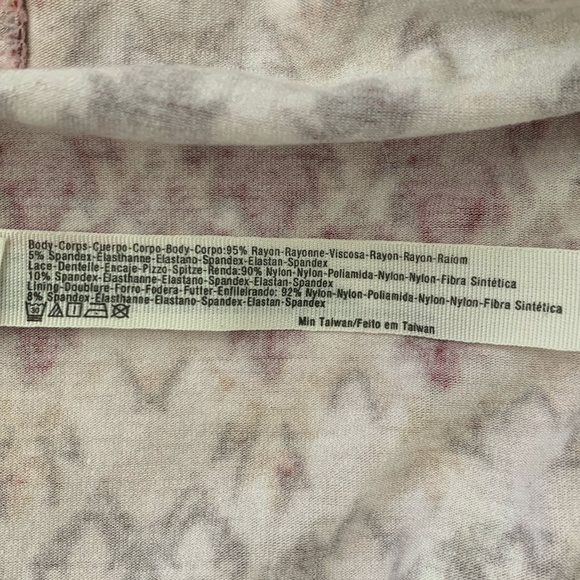 Body-Corps-Cuerpo-Corpo-Body-Corpo:95% Rayon-Rayonne-Viscosa-Rayon-Rayon-Raiom
5% Spandex-Elasthanne-Elastano-Spandex-Elastan-Spandex
Lace-Dentelle-Encaje-Pizzo-Spitze-Renda:90% Nylon-Nylon-Poliamida-Nylon-Nylon-Fibra Sintética
10% Spandex-Elasthanne-Elastano-Spandex-Elastan-Spandex
Lining-Doublure-Forro-Fodera-Futter-Enfileirando: 92% Nylon-Nylon-Poliamida-Nylon-Nylon-Fibra Sintética
8% Spandex-Elasthanne-Elastano-Spandex-Elastan-Spandex
30
Min Taiwan/Feito em Taiwan